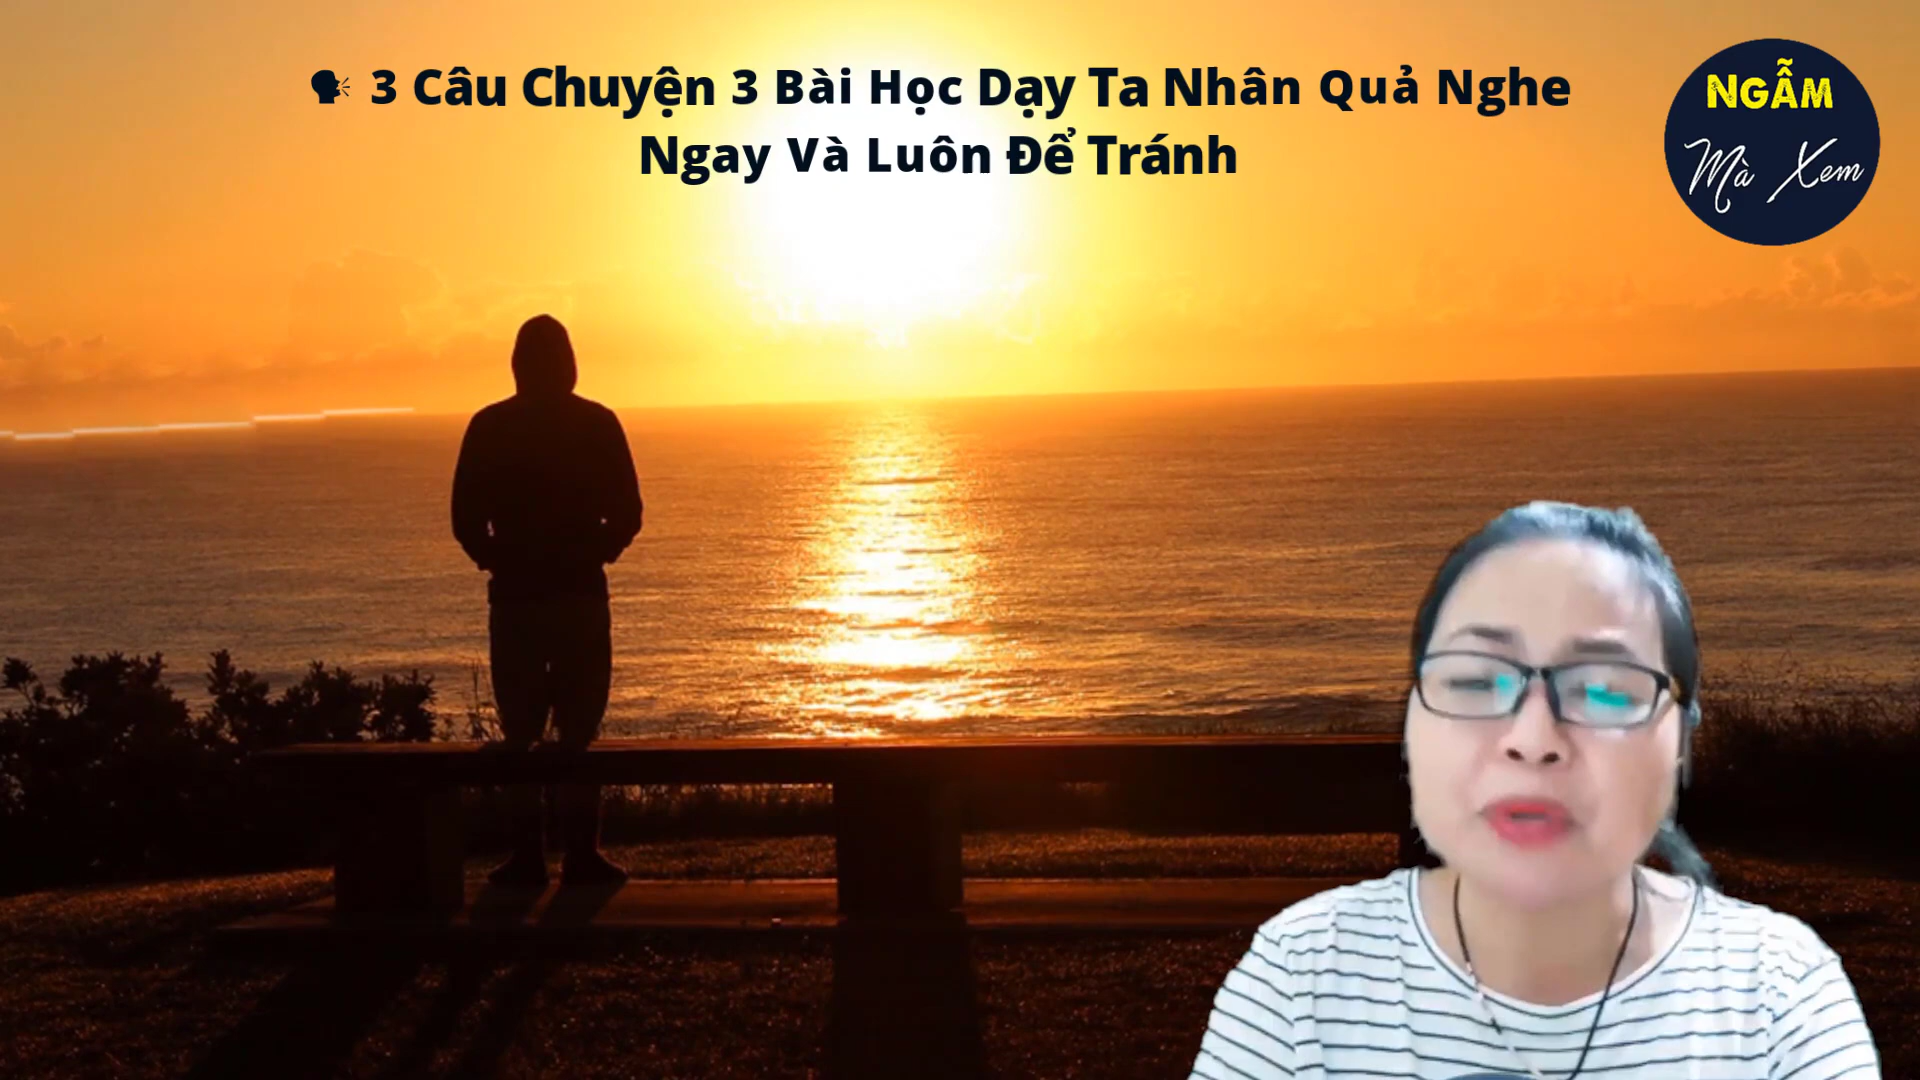 🗣 3 Câu Chuyện 3 Bài Học Dạy Ta Nhân Quả Nghe
Ngay Và Luôn Để Tránh
NGẪM
Mà Xem